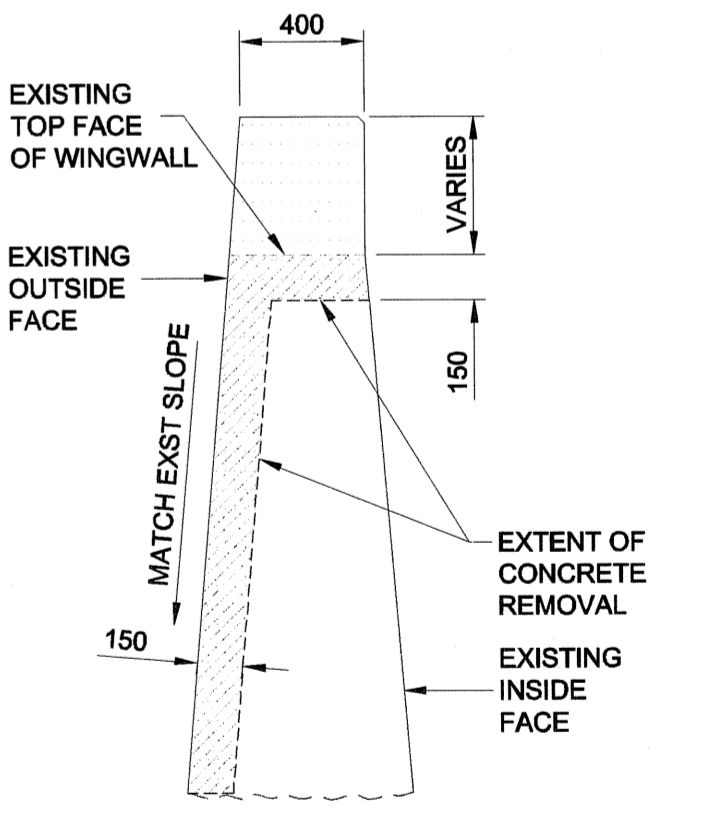 400
EXISTING
TOP FACE
OF WINGWALL
VARIES
EXISTING
OUTSIDE
FACE
MATCH EXST SLOPE
150
EXTENT OF
CONCRETE
REMOVAL
150
EXISTING
INSIDE
FACE